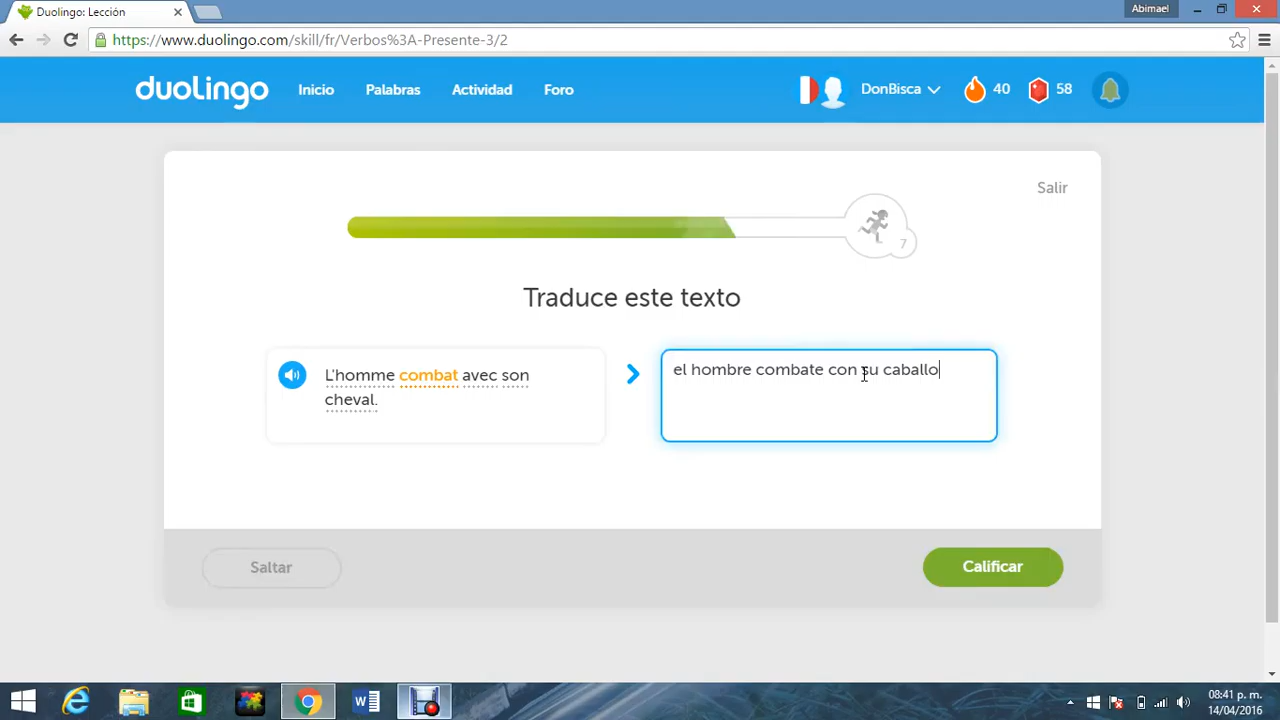 Duolingo: Lección
Abimael
https://www.duolingo.com/skill/fr/Verbos%3A-Presente-3/2
duolingo Inicio Palabras Actividad Foro DonBisca 40 58
Salir
7
Traduce este texto
L'homme combat avec son
cheval.
el hombre combate con su caballo
Saltar Calificar
08:41 p. m.
14/04/2016